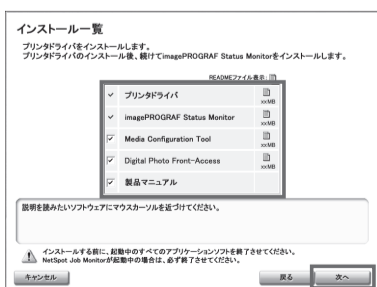 インストール一覧
プリンタドライバをインストールします。
プリンタドライバのインストール後、続けてimagePROGRAF Status Monitorをインストールします。
READMEファイル表示:
プリンタドライバ
xxMB
imagePROGRAF Status Monitor
xxMB
Media Configuration Tool
xxMB
Digital Photo Front-Access
xxMB
製品マニュアル
説明を読みたいソフトウェアにマウスカーソルを近づけてください。
インストールする前に、起動中のすべてのアプリケーションソフトを終了させてください。
NetSpot Job Monitorが起動中の場合は、必ず終了させてください。
キャンセル
戻る
次へ